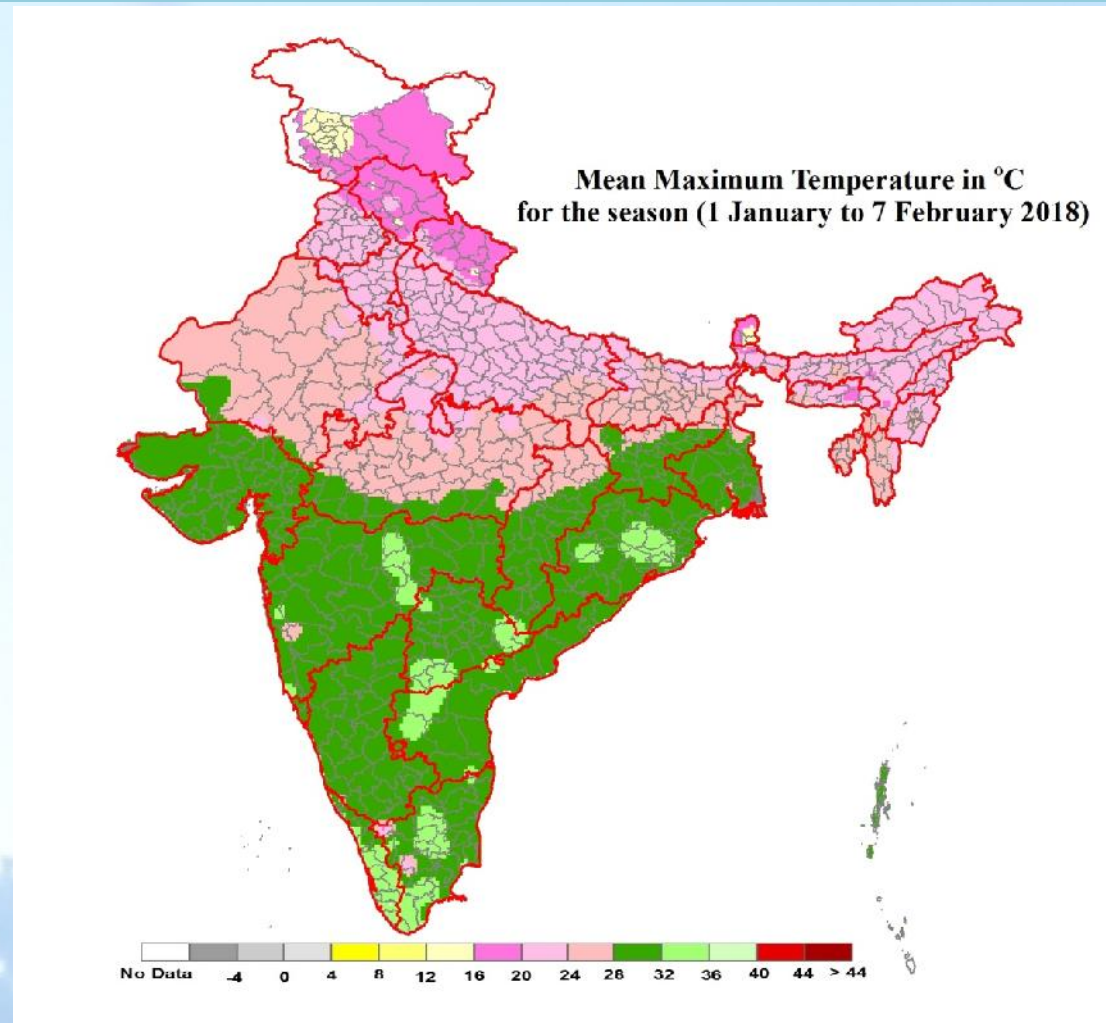 Mean Maximum Temperature in °C
for the season (1 January to 7 February 2018)
No Data -4 0 4 8 12 16 20 24 28 32 36 40 44 > 44